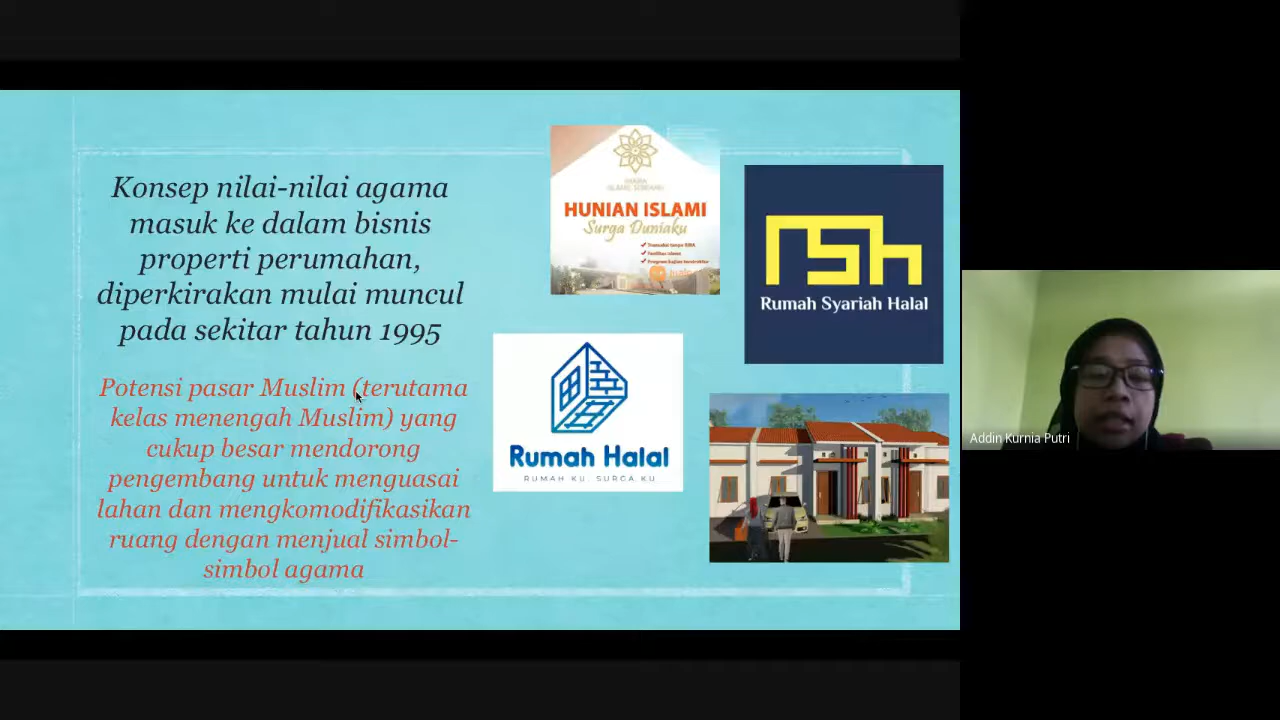 Konsep nilai-nilai agama
masuk ke dalam bisnis
properti perumahan,
diperkirakan mulai muncul
pada sekitar tahun 1995
Potensi pasar Muslim (terutama
kelas menengah Muslim) yang
cukup besar mendorong
pengembang untuk menguasai
lahan dan mengkomodifikasikan
ruang dengan menjual simbol-
simbol agama
HUNIAN ISLAMI
Surga Duniaku
rsh
Rumah Syariah Halal
Rumah Halal
RUMAH KU, SURGA KU
Addin Kurnia Putri